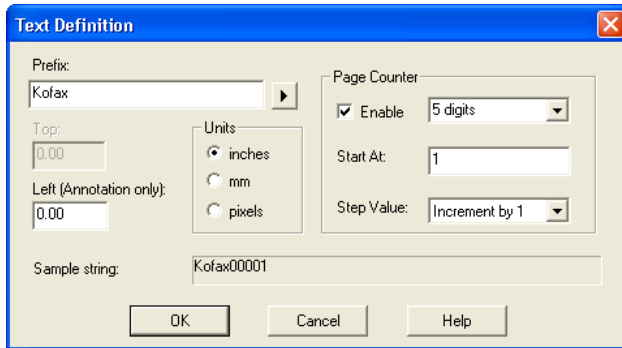 Text Definition
Prefix:
Kofax
Top:
0.00
Left (Annotation only):
0.00
Units
inches
mm
pixels
Page Counter
Enable
5 digits
Start At:
1
Step Value:
Increment by 1
Sample string:
Kofax00001
OK
Cancel
Help